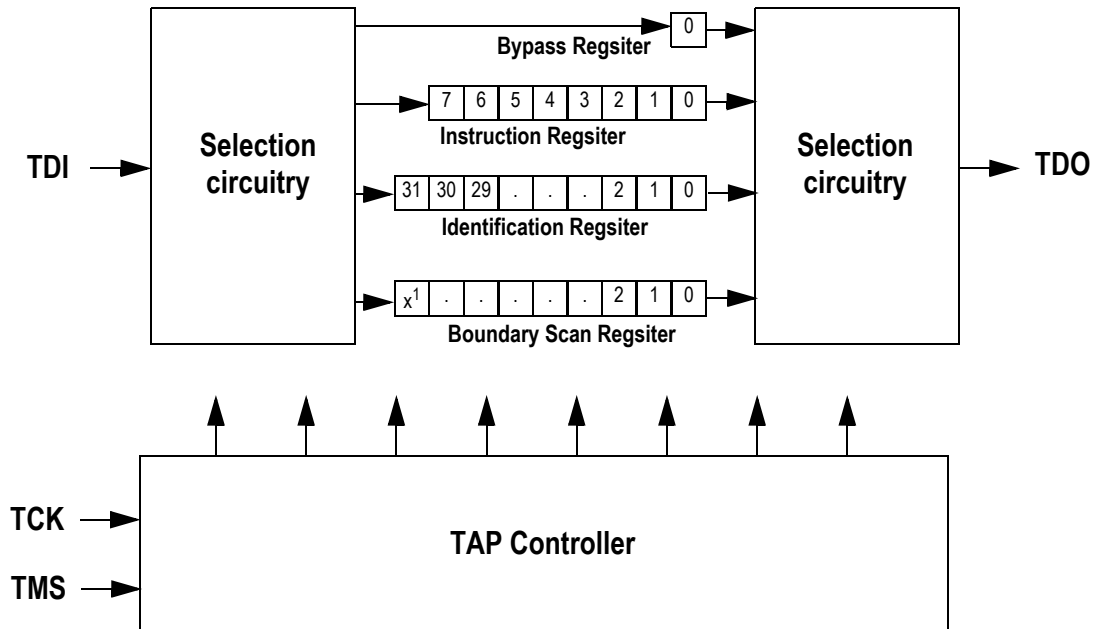 0
Bypass Regsiter
7 6 5 4 3 2 1 0
Instruction Regsiter
Selection
circuitry
Selection
circuitry
TDI
TDO
31 30 29 . . . 2 1 0
Identification Regsiter
x1 . . . . . 2 1 0
Boundary Scan Regsiter
TCK
TAP Controller
TMS